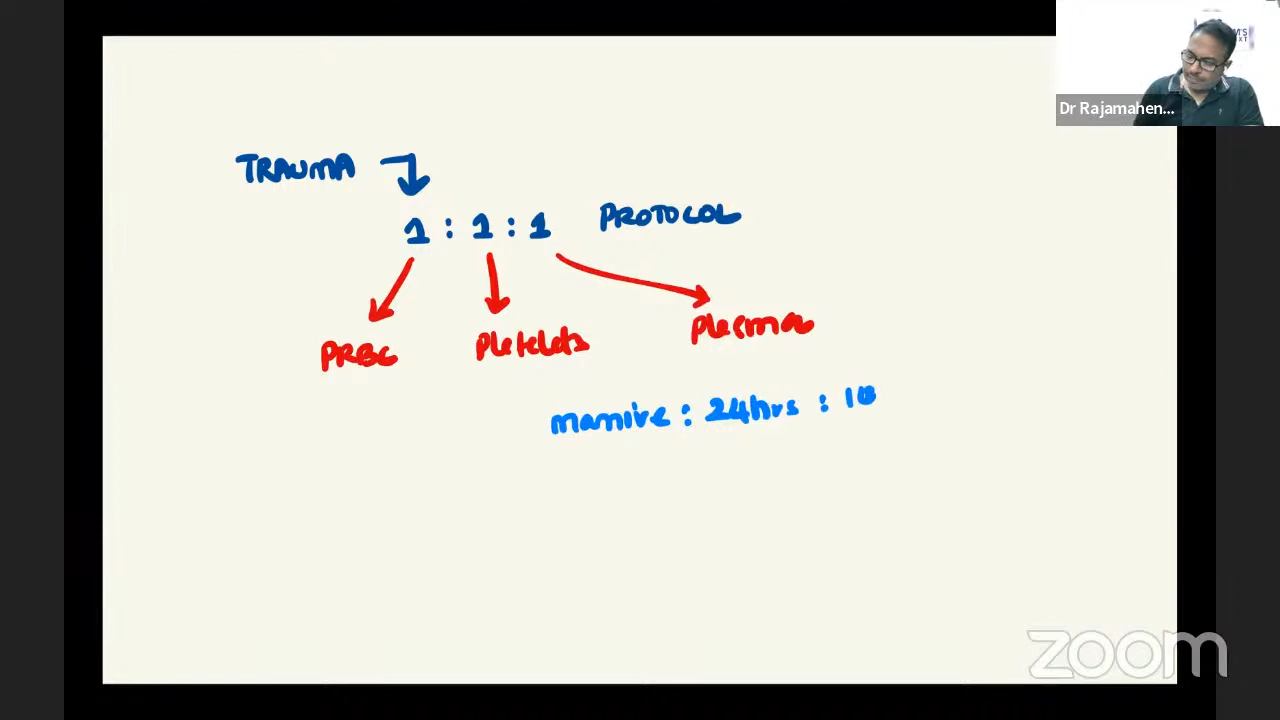 Dr Rajamahen...
TRAUMA
1 : 1 : 1 PROTOCOL
PRBC Platelets Plasma
massive : 24hrs : 10
zoom